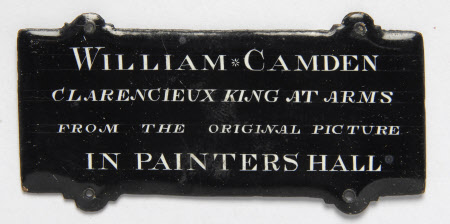 WILLIAM * CAMDEN
CLARENCIEUX KING AT ARMS
FROM THE ORIGINAL PICTURE
IN PAINTERS HALL